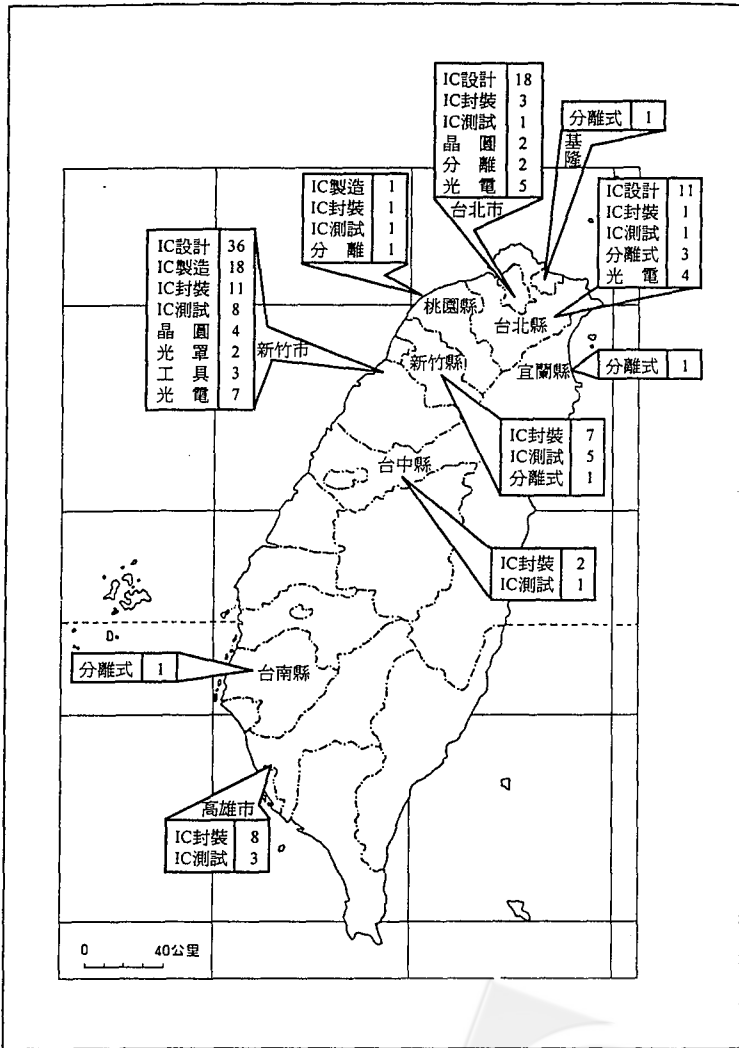 IC設計 18
IC封裝 3
IC測試 1
晶圓 2
分離 2
光電 5
台北市
分離式 1
基隆
IC設計 11
IC封裝 1
IC測試 1
分離式 3
光電 4
台北縣
IC製造 1
IC封裝 1
IC測試 1
分離 1
桃園縣
IC設計 36
IC製造 18
IC封裝 11
IC測試 8
晶圓 4
光罩 2
工具 3
光電 7
新竹市
新竹縣
宜蘭縣
分離式 1
IC封裝 7
IC測試 5
分離式 1
台中縣
IC封裝 2
IC測試 1
分離式 1
台南縣
高雄市
IC封裝 8
IC測試 3
0 40公里